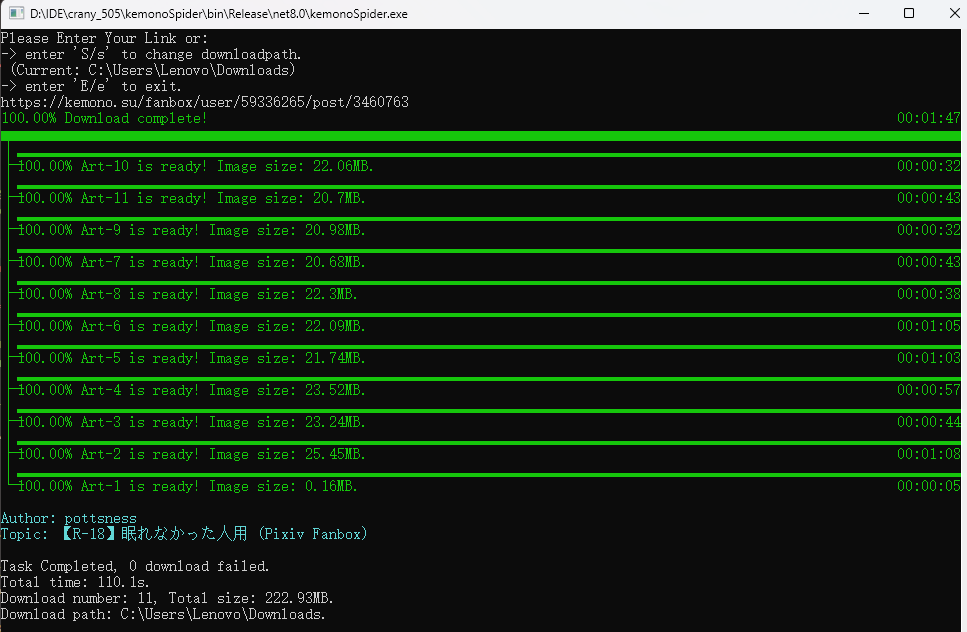 D:\IDE\crany_505\kemonoSpider\bin\Release\net8.0\kemonoSpider.exe
Please Enter Your Link or:
-> enter 'S/s' to change downloadpath.
(Current: C:\Users\Lenovo\Downloads)
-> enter 'E/e' to exit.
https://kemono.su/fanbox/user/59336265/post/3460763
100.00% Download complete! 00:01:47
100.00% Art-10 is ready! Image size: 22.06MB. 00:00:32
100.00% Art-11 is ready! Image size: 20.7MB. 00:00:43
100.00% Art-9 is ready! Image size: 20.98MB. 00:00:32
100.00% Art-7 is ready! Image size: 20.68MB. 00:00:43
100.00% Art-8 is ready! Image size: 22.3MB. 00:00:38
100.00% Art-6 is ready! Image size: 22.09MB. 00:01:05
100.00% Art-5 is ready! Image size: 21.74MB. 00:01:03
100.00% Art-4 is ready! Image size: 23.52MB. 00:00:57
100.00% Art-3 is ready! Image size: 23.24MB. 00:00:44
100.00% Art-2 is ready! Image size: 25.45MB. 00:01:08
100.00% Art-1 is ready! Image size: 0.16MB. 00:00:05
Author: pottsness
Topic: 【R-18】眠れなかった人用 (Pixiv Fanbox)
Task Completed, 0 download failed.
Total time: 110.1s.
Download number: 11, Total size: 222.93MB.
Download path: C:\Users\Lenovo\Downloads.